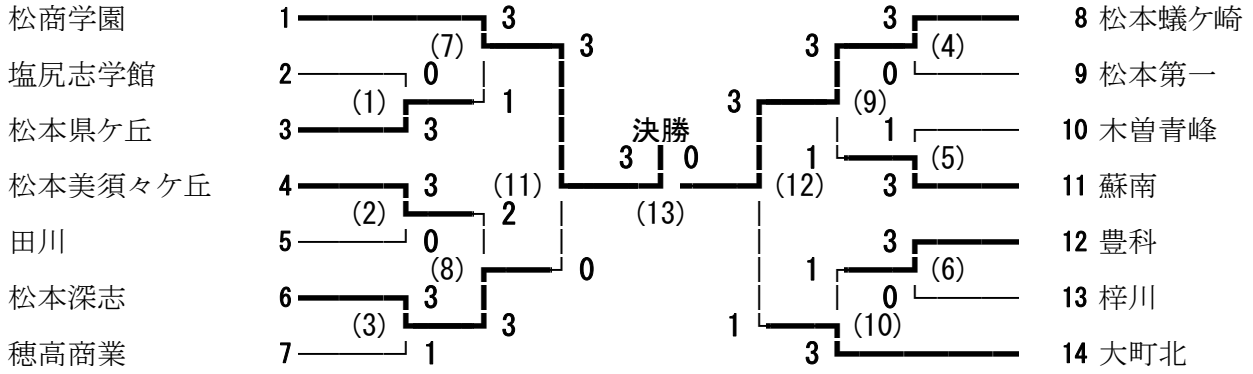 松商学園 1 3 3 8 松本蟻ケ崎
(7) 3 3 (4)
塩尻志学館 2 0 0 9 松本第一
(1) 1 3 (9)
松本県ケ丘 3 3 決勝 1 10 木曽青峰
3 0 1 (5)
松本美須々ケ丘 4 3 (11) (12) 3 11 蘇南
(2) 2 (13)
田川 5 0 3 12 豊科
(8) 0 1 (6)
松本深志 6 3 0 13 梓川
(3) 3 1 (10)
穂高商業 7 1 3 14 大町北